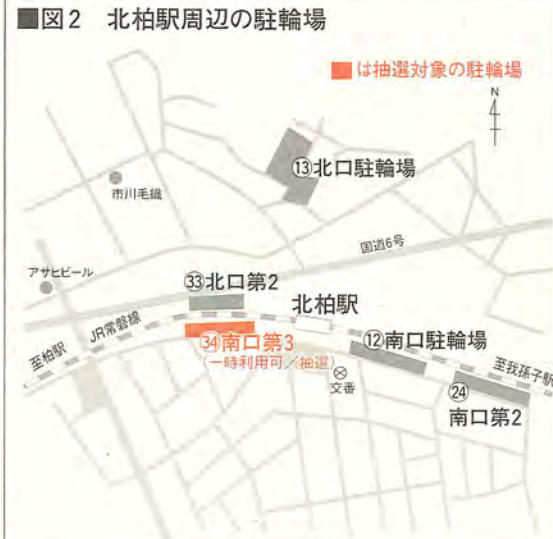 ■図2 北柏駅周辺の駐輪場
■は抽選対象の駐輪場
N
⑬北口駐輪場
市川毛織
国道6号
アサヒビール
㉝北口第2
北柏駅
JR常磐線
至柏駅
㉞南口第3
(一時利用可/抽選)
⑫南口駐輪場
至我孫子駅
交番
㉔
南口第2